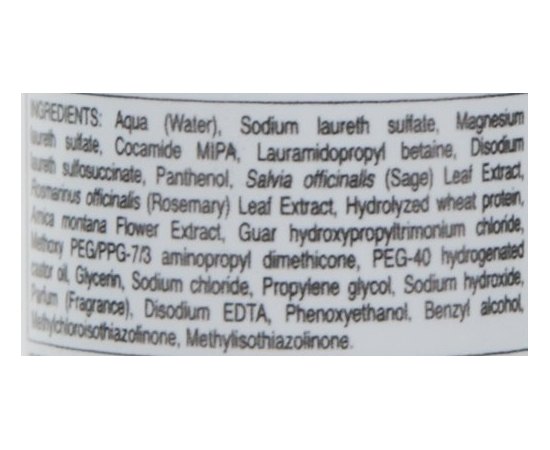 INGREDIENTS: Aqua (Water), Sodium laureth sulfate, Magnesium
laureth sulfate, Cocamide MIPA, Lauramidopropyl betaine, Disodium
laureth sulfosuccinate, Panthenol, Salvia officinalis (Sage) Leaf Extract,
Rosmarinus officinalis (Rosemary) Leaf Extract, Hydrolyzed wheat protein,
Arnica montana Flower Extract, Guar hydroxypropyltrimonium chloride,
Methoxy PEG/PPG-7/3 aminopropyl dimethicone, PEG-40 hydrogenated
castor oil, Glycerin, Sodium chloride, Propylene glycol, Sodium hydroxide,
Parfum (Fragrance), Disodium EDTA, Phenoxyethanol, Benzyl alcohol,
Methylchloroisothiazolinone, Methylisothiazolinone.